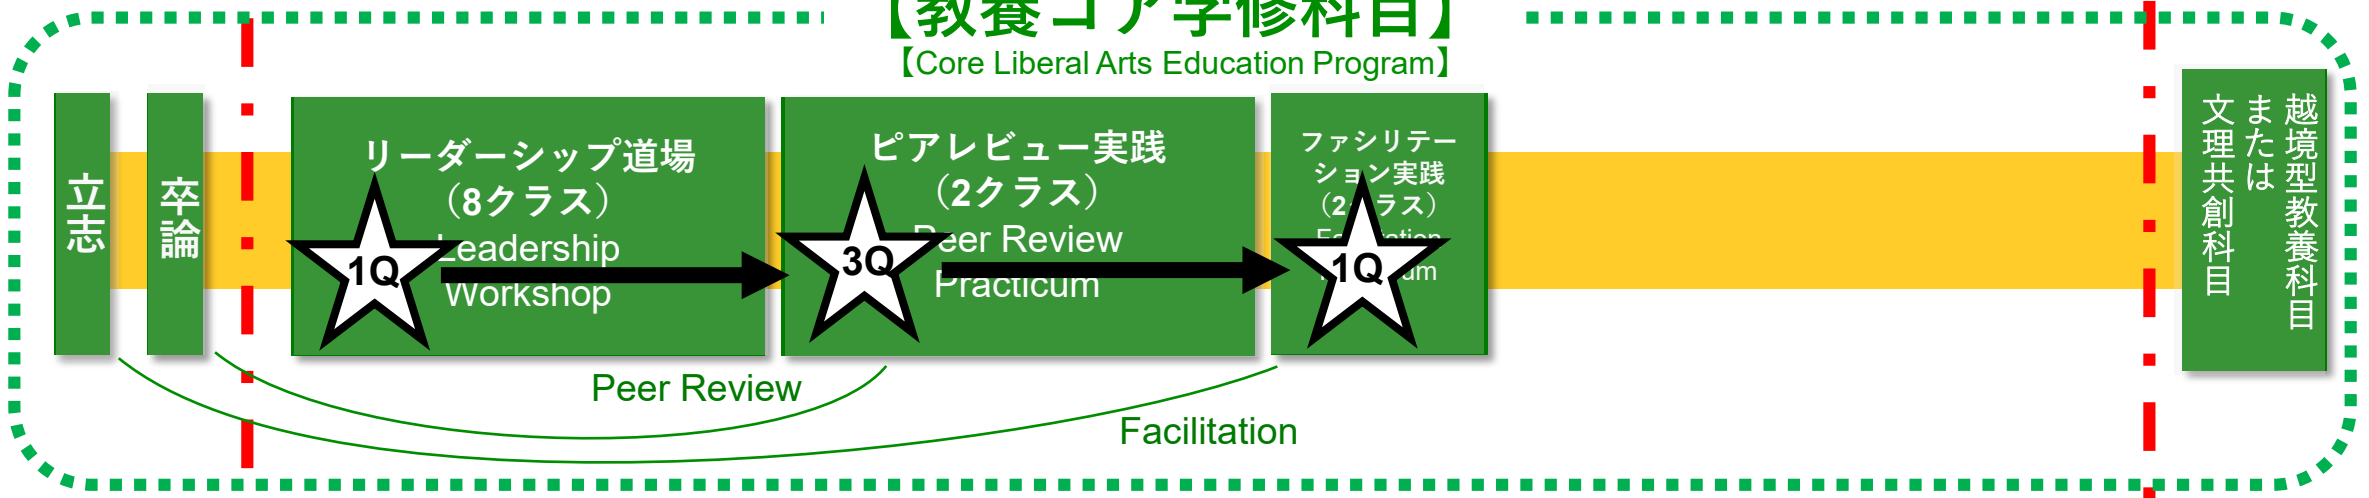 【教養コア学修科目】
【Core Liberal Arts Education Program】
立志
卒論
リーダーシップ道場
（8クラス）
Leadership
Workshop
1Q
ピアレビュー実践
（2クラス）
Peer Review
Practicum
3Q
ファシリテー
ション実践
（2クラス）
1Q
越境型教養科目
または
文理共創科目
Peer Review
Facilitation